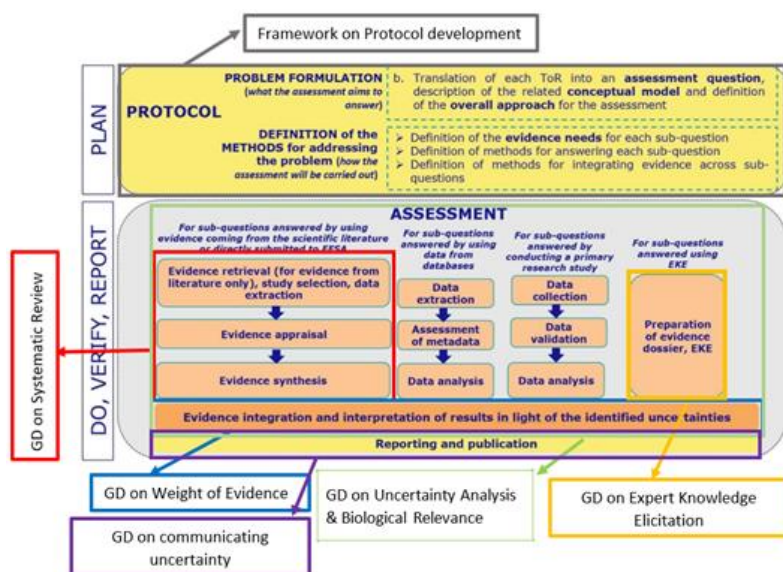 Framework on Protocol development
PLAN
PROTOCOL
PROBLEM FORMULATION
(what the assessment aims to
answer)
b. Translation of each ToR into an assessment question,
description of the related conceptual model and definition
of the overall approach for the assessment
DEFINITION of the
METHODS for addressing
the problem (how the
assessment will be carried out)
➢ Definition of the evidence needs for each sub-question
➢ Definition of methods for answering each sub-question
➢ Definition of methods for integrating evidence across sub-
questions
DO, VERIFY, REPORT
ASSESSMENT
For sub-questions answered by using
evidence coming from the scientific literature
or directly submitted to EFSA
Evidence retrieval (for evidence from
literature only), study selection, data
extraction
Evidence appraisal
Evidence synthesis
For sub-questions
answered by using
data from
databases
Data
extraction
Assessment
of metadata
Data analysis
For sub-questions
answered by
conducting a primary
research study
Data
collection
Data
validation
Data analysis
For sub-questions
answered using
EKE
Preparation
of evidence
dossier, EKE
Evidence integration and interpretation of results in light of the identified uncertainties
Reporting and publication
GD on Systematic Review
GD on Weight of Evidence
GD on communicating
uncertainty
GD on Uncertainty Analysis
& Biological Relevance
GD on Expert Knowledge
Elicitation